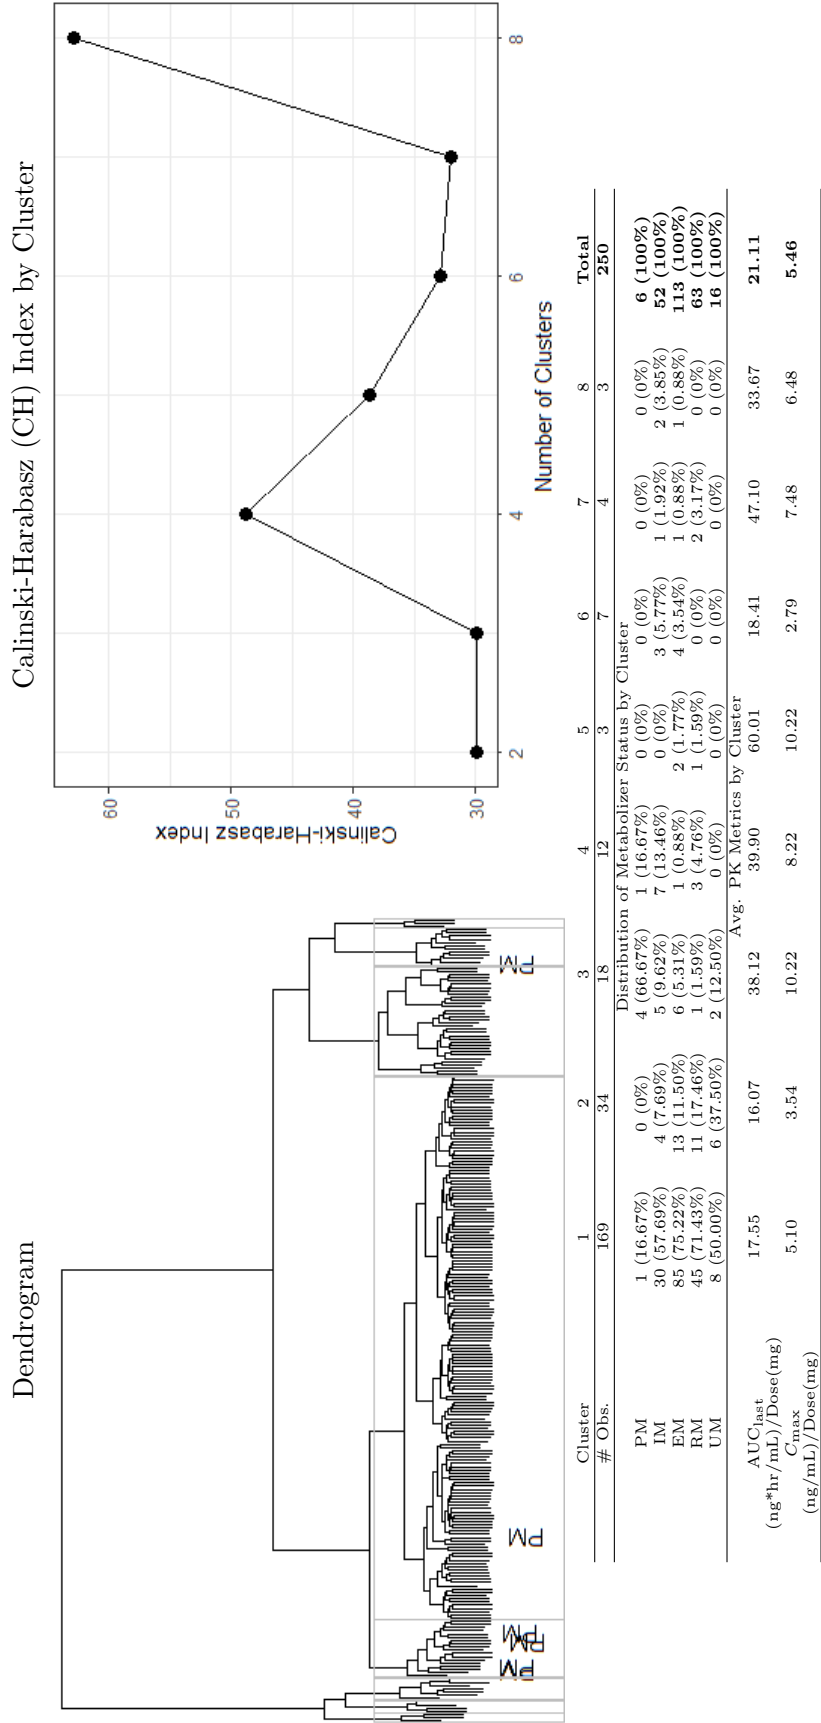 Dendrogram
PM
PM
PM
PM
PM
PM
Calinski-Harabasz (CH) Index by Cluster
Calinski-Harabasz Index
60
50
40
30
2 4 6 8
Number of Clusters
Cluster 1 2 3 4 5 6 7 8 Total
# Obs. 169 34 18 12 3 7 4 3 250
Distribution of Metabolizer Status by Cluster
PM 1 (16.67%) 0 (0%) 4 (66.67%) 1 (16.67%) 0 (0%) 0 (0%) 0 (0%) 0 (0%) 6 (100%)
IM 30 (57.69%) 4 (7.69%) 5 (9.62%) 7 (13.46%) 0 (0%) 3 (5.77%) 1 (1.92%) 2 (3.85%) 52 (100%)
EM 85 (75.22%) 13 (11.50%) 6 (5.31%) 1 (0.88%) 2 (1.77%) 4 (3.54%) 1 (0.88%) 1 (0.88%) 113 (100%)
RM 45 (71.43%) 11 (17.46%) 1 (1.59%) 3 (4.76%) 1 (1.59%) 0 (0%) 2 (3.17%) 0 (0%) 63 (100%)
UM 8 (50.00%) 6 (37.50%) 2 (12.50%) 0 (0%) 0 (0%) 0 (0%) 0 (0%) 0 (0%) 16 (100%)
Avg. PK Metrics by Cluster
AUClast 17.55 16.07 38.12 39.90 60.01 18.41 47.10 33.67 21.11
(ng*hr/mL)/Dose(mg)
Cmax 5.10 3.54 10.22 8.22 10.22 2.79 7.48 6.48 5.46
(ng/mL)/Dose(mg)